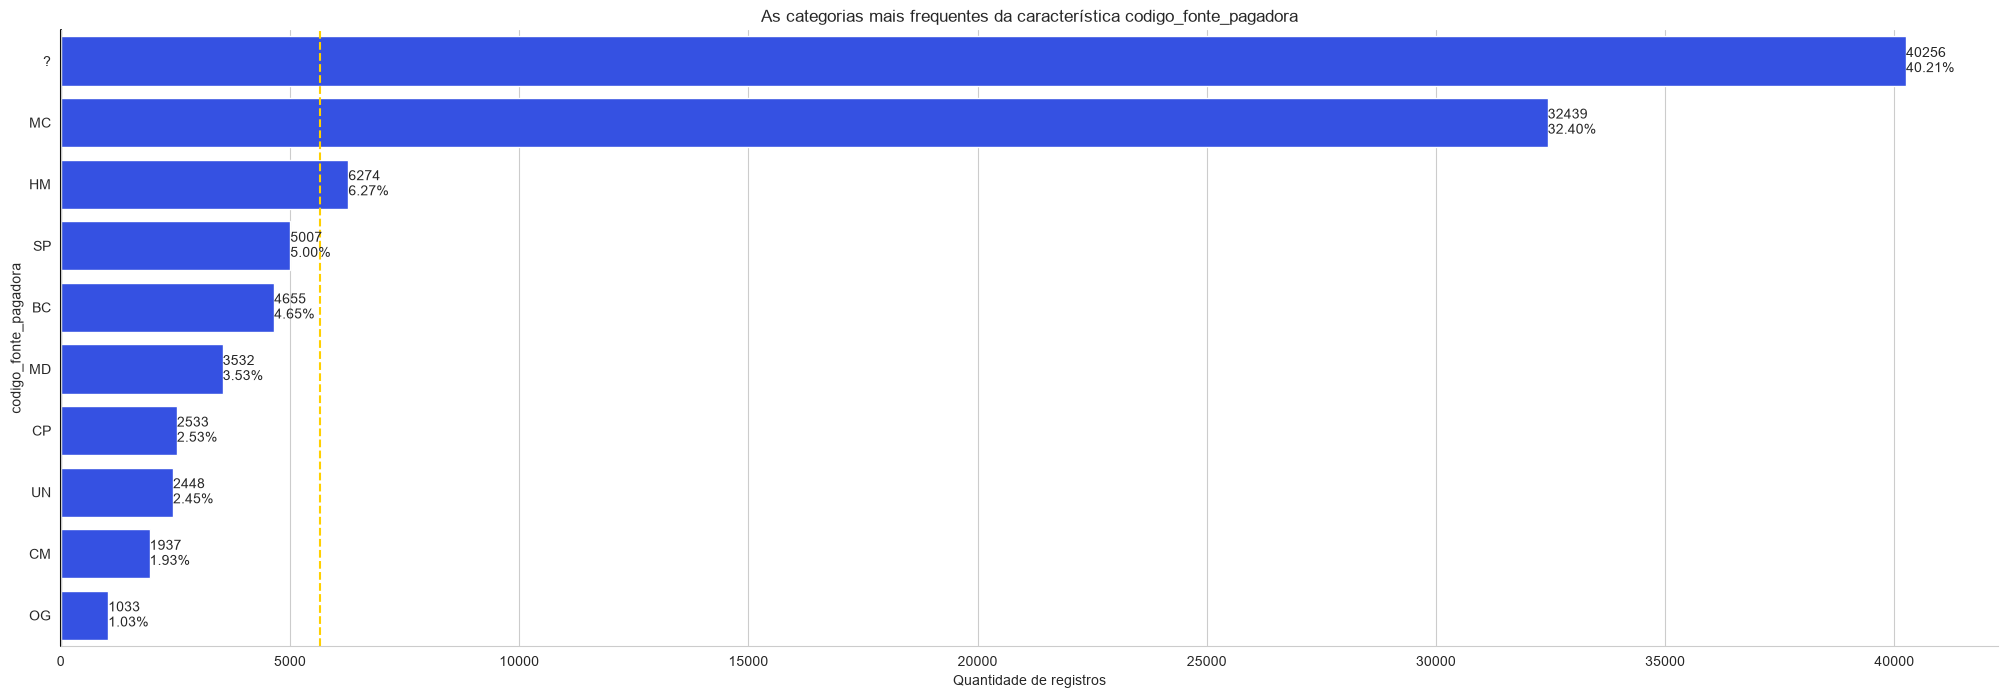 As categorias mais frequentes da característica codigo_fonte_pagadora
codigo_fonte_pagadora
?
40256
40.21%
MC
32439
32.40%
HM
6274
6.27%
SP
5007
5.00%
BC
4655
4.65%
MD
3532
3.53%
CP
2533
2.53%
UN
2448
2.45%
CM
1937
1.93%
OG
1033
1.03%
0 5000 10000 15000 20000 25000 30000 35000 40000
Quantidade de registros